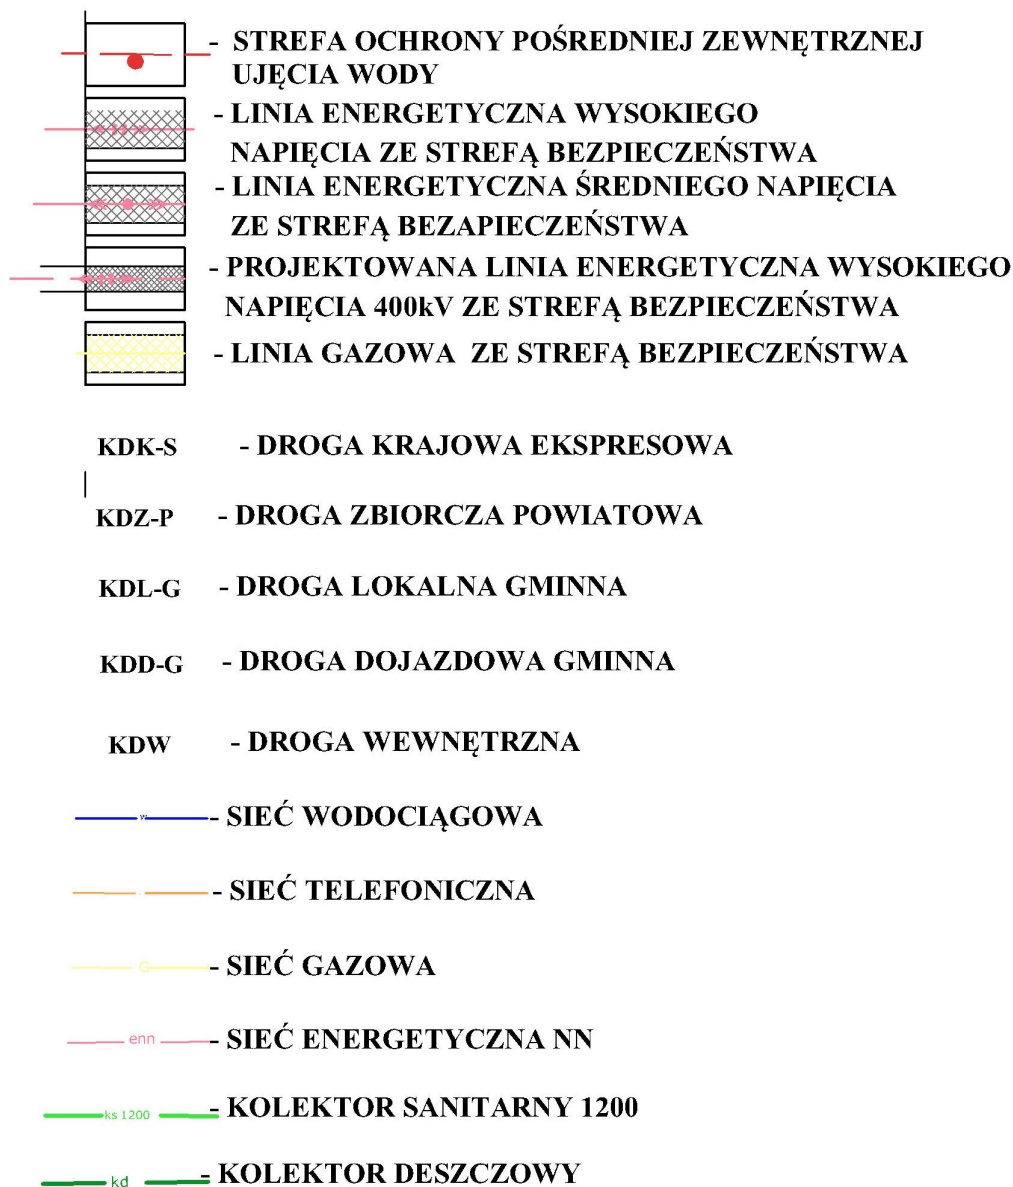 - STREFA OCHRONY POŚREDNIEJ ZEWNĘTRZNEJ
UJĘCIA WODY
- LINIA ENERGETYCZNA WYSOKIEGO
NAPIĘCIA ZE STREFĄ BEZPIECZEŃSTWA
- LINIA ENERGETYCZNA ŚREDNIEGO NAPIĘCIA
ZE STREFĄ BEZAPIECZEŃSTWA
- PROJEKTOWANA LINIA ENERGETYCZNA WYSOKIEGO
NAPIĘCIA 400kV ZE STREFĄ BEZPIECZEŃSTWA
- LINIA GAZOWA ZE STREFĄ BEZPIECZEŃSTWA
KDK-S - DROGA KRAJOWA EKSPRESOWA
KDZ-P - DROGA ZBIORCZA POWIATOWA
KDL-G - DROGA LOKALNA GMINNA
KDD-G - DROGA DOJAZDOWA GMINNA
KDW - DROGA WEWNĘTRZNA
w - SIEĆ WODOCIĄGOWA
- SIEĆ TELEFONICZNA
G - SIEĆ GAZOWA
enn - SIEĆ ENERGETYCZNA NN
ks 1200 - KOLEKTOR SANITARNY 1200
kd - KOLEKTOR DESZCZOWY